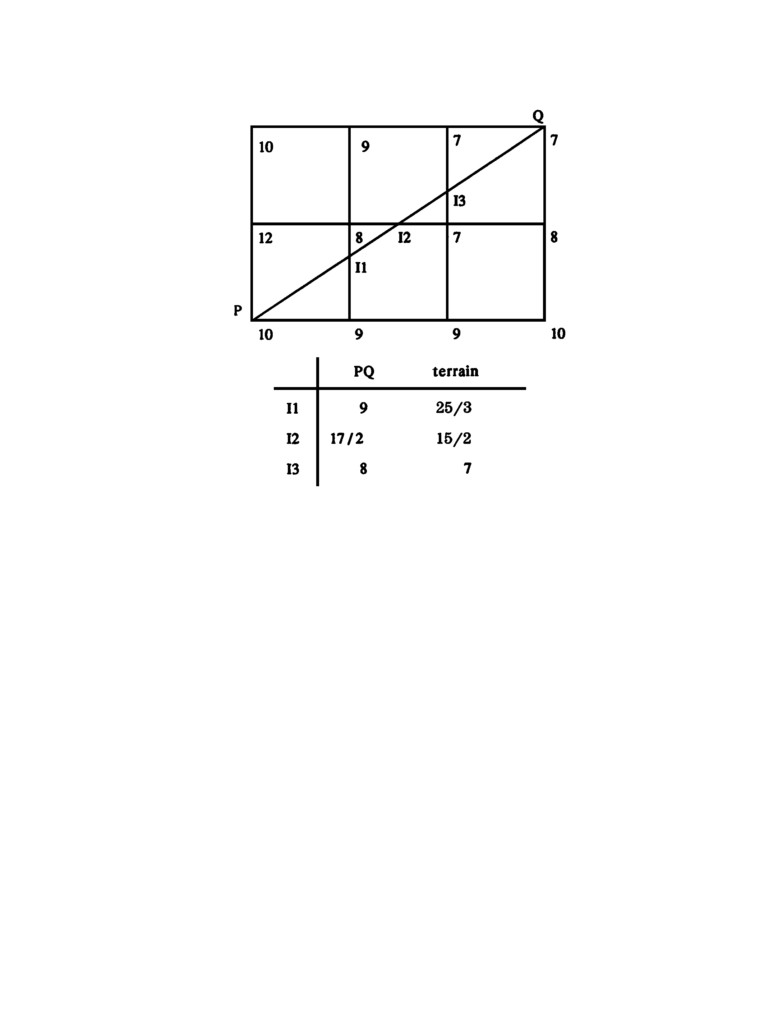 Q
10 9 7 7
I3
12 8 I2 7 8
I1
P
10 9 9 10
PQ terrain
I1 9 25/3
I2 17/2 15/2
I3 8 7